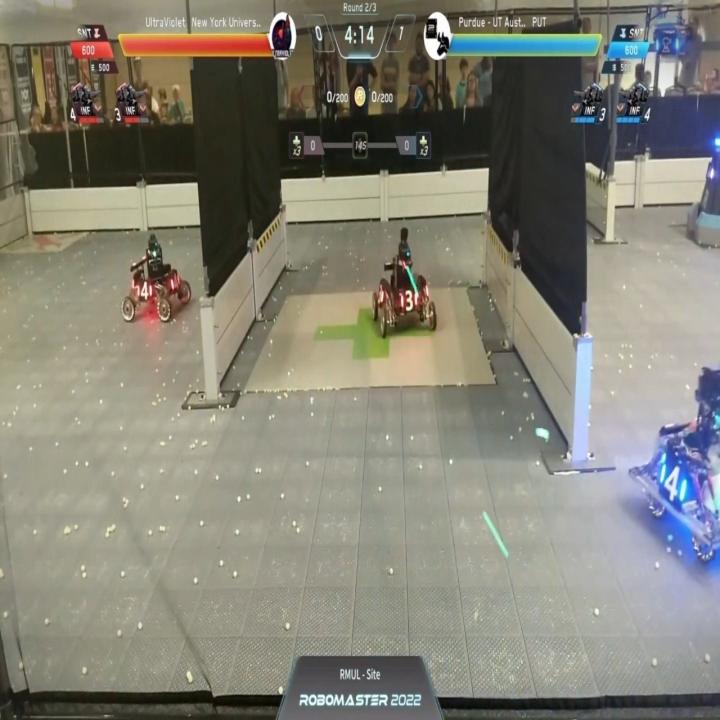 Round 2/3
UltraViolet New York Univers..
0
4:14
1
Purdue - UT Aust.. PUT
SNT
600
500
SNT
600
500
0/200
0/200
INF
4
INF
3
INF
3
INF
4
x3
0
145
0
x3
4
3
4
RMUL - Site
ROBOMASTER 2022